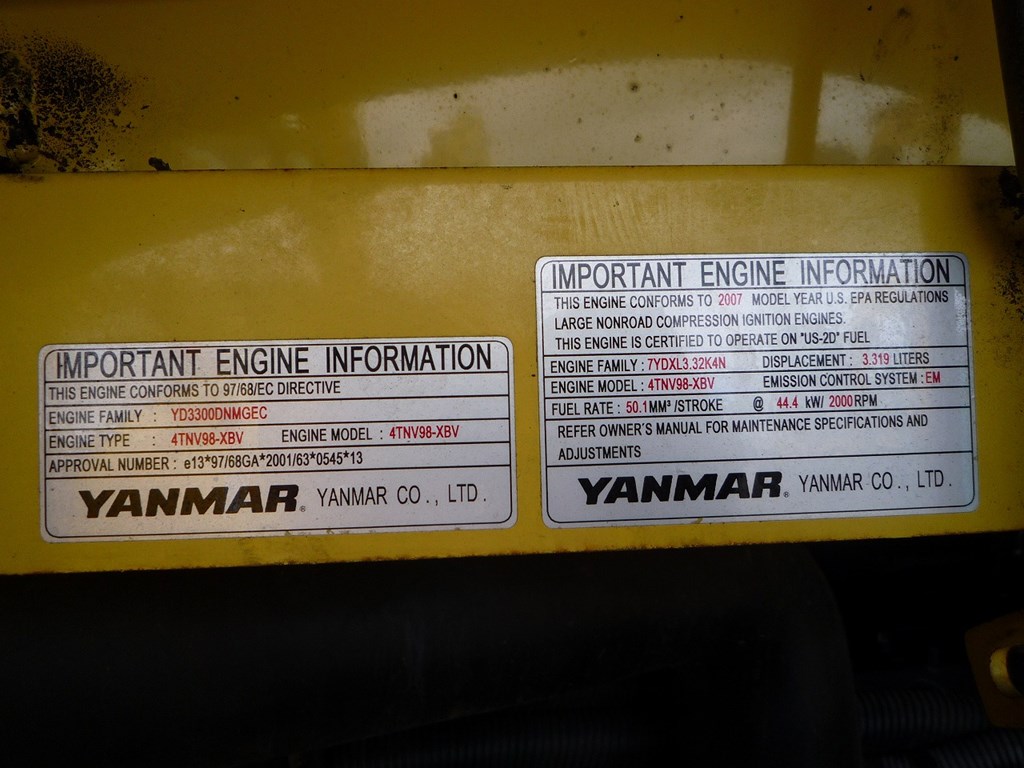 IMPORTANT ENGINE INFORMATION
THIS ENGINE CONFORMS TO 97/68/EC DIRECTIVE
ENGINE FAMILY : YD3300DNMGEC
ENGINE TYPE : 4TNV98-XBV ENGINE MODEL : 4TNV98-XBV
APPROVAL NUMBER : e13*97/68GA*2001/63*0545*13
YANMAR® YANMAR CO., LTD.
IMPORTANT ENGINE INFORMATION
THIS ENGINE CONFORMS TO 2007 MODEL YEAR U.S. EPA REGULATIONS
LARGE NONROAD COMPRESSION IGNITION ENGINES.
THIS ENGINE IS CERTIFIED TO OPERATE ON "US-2D" FUEL
ENGINE FAMILY : 7YDXL3.32K4N DISPLACEMENT : 3.319 LITERS
ENGINE MODEL : 4TNV98-XBV EMISSION CONTROL SYSTEM : EM
FUEL RATE : 50.1 MM³ /STROKE @ 44.4 kW/ 2000 RPM
REFER OWNER'S MANUAL FOR MAINTENANCE SPECIFICATIONS AND
ADJUSTMENTS
YANMAR® YANMAR CO., LTD.